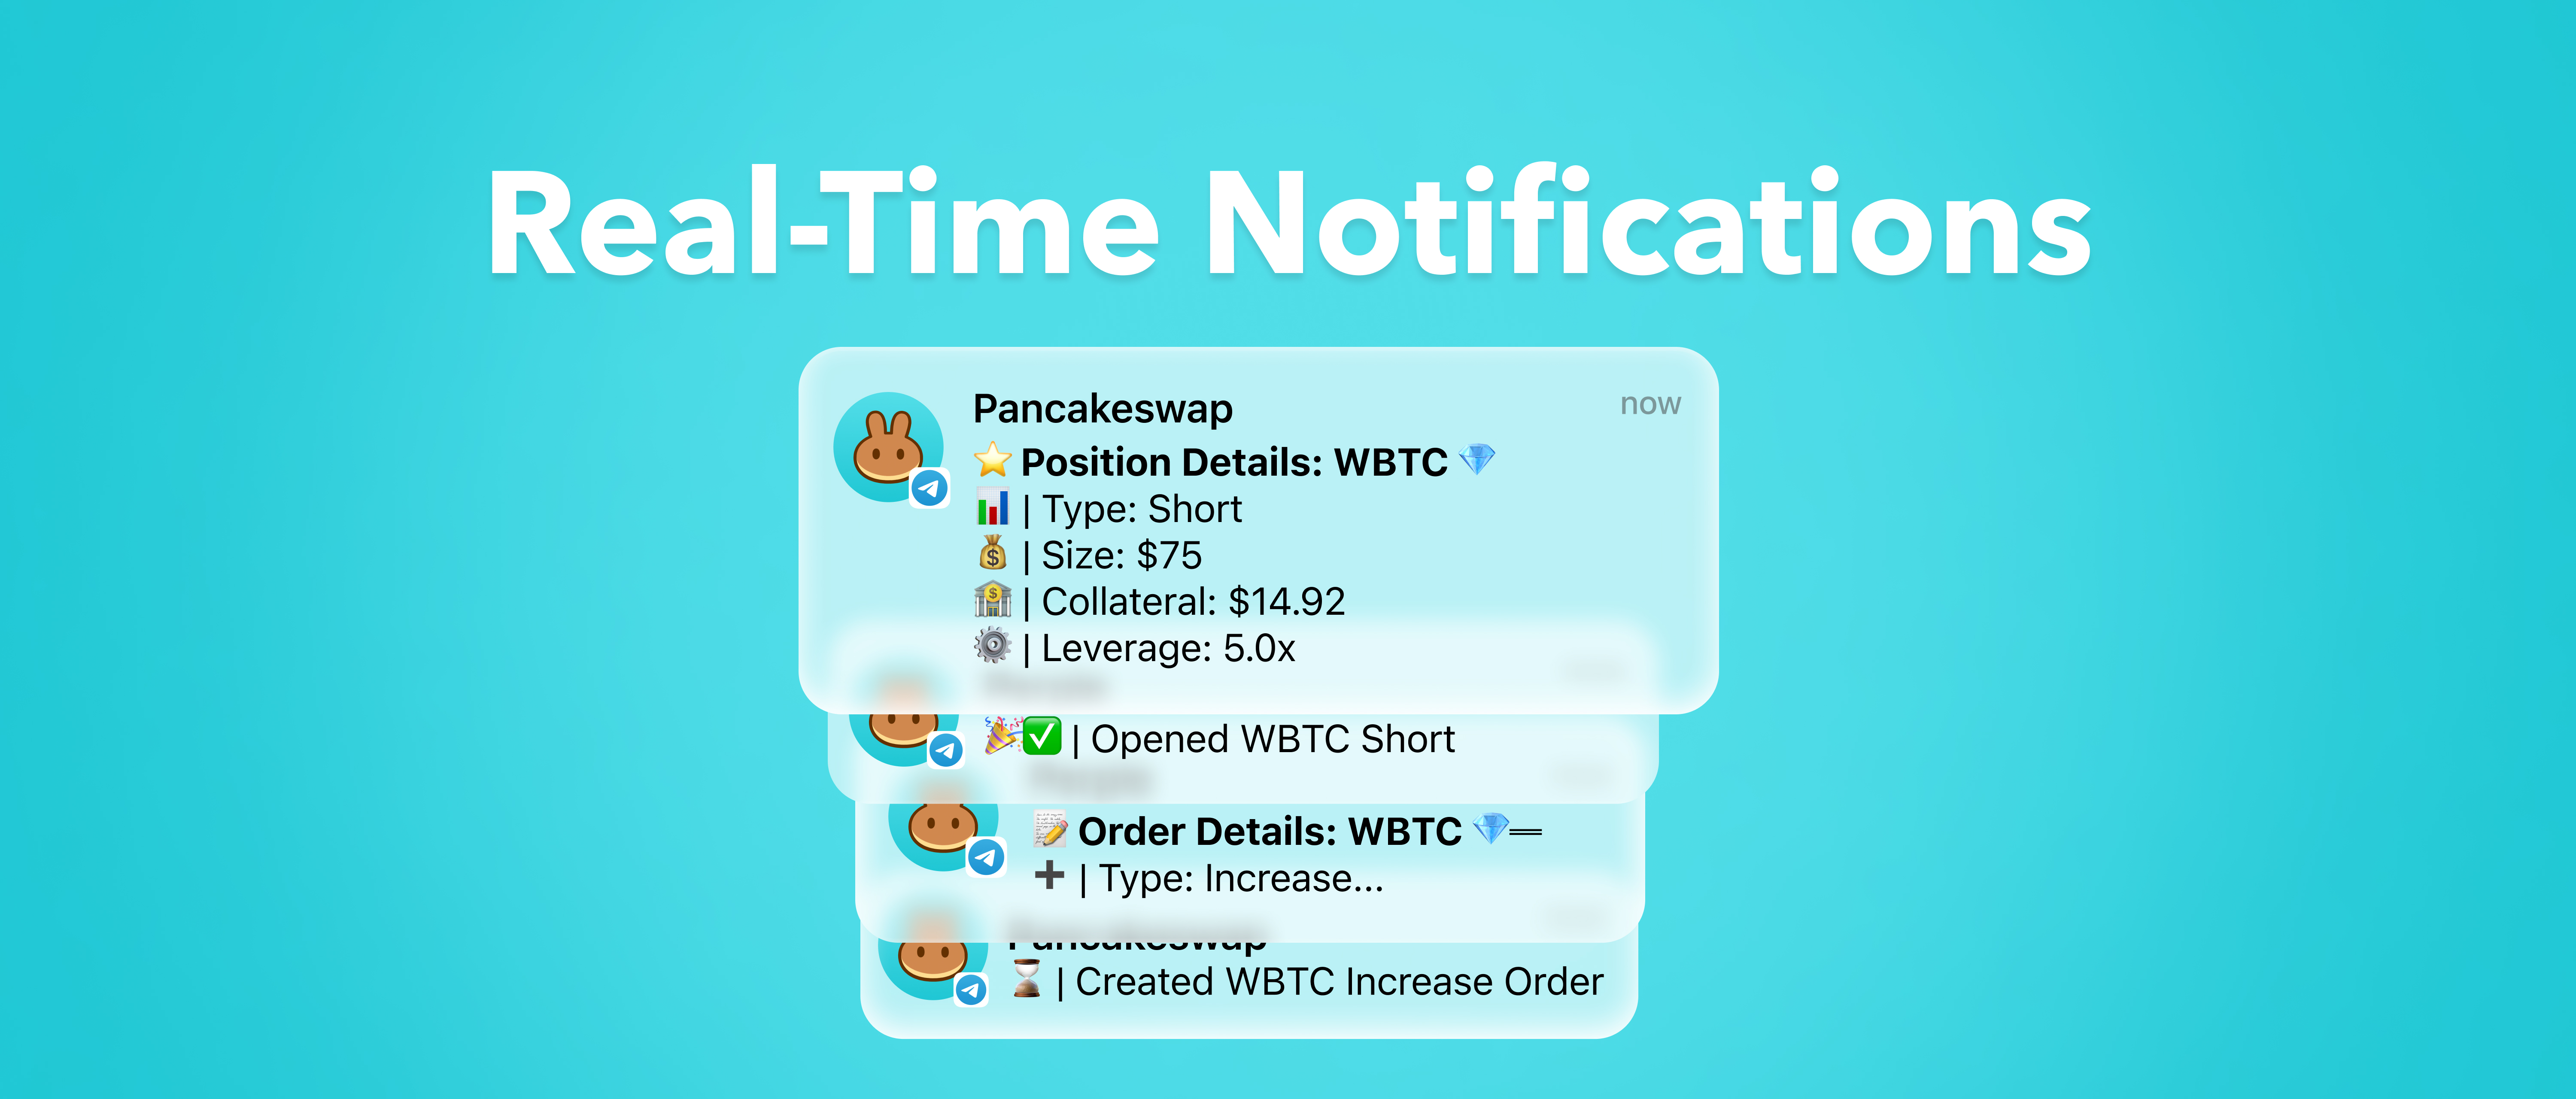 Real-Time Notifications
Pancakeswap
now
⭐ Position Details: WBTC 💎
📊 | Type: Short
💰 | Size: $75
🏦 | Collateral: $14.92
⚙️ | Leverage: 5.0x
🎉✅ | Opened WBTC Short
📝 Order Details: WBTC 💎═
➕ | Type: Increase...
Pancakeswap
⏳ | Created WBTC Increase Order